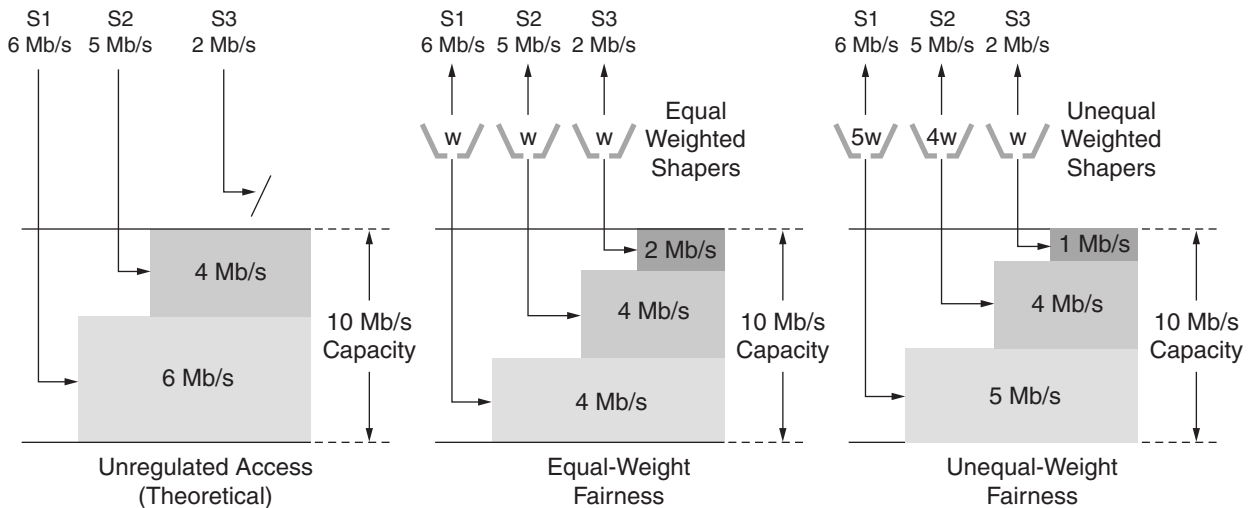 S1
6 Mb/s
S2
5 Mb/s
S3
2 Mb/s
4 Mb/s
6 Mb/s
10 Mb/s
Capacity
Unregulated Access
(Theoretical)
S1
6 Mb/s
S2
5 Mb/s
S3
2 Mb/s
w
w
w
Equal
Weighted
Shapers
2 Mb/s
4 Mb/s
4 Mb/s
10 Mb/s
Capacity
Equal-Weight
Fairness
S1
6 Mb/s
S2
5 Mb/s
S3
2 Mb/s
5w
4w
w
Unequal
Weighted
Shapers
1 Mb/s
4 Mb/s
5 Mb/s
10 Mb/s
Capacity
Unequal-Weight
Fairness